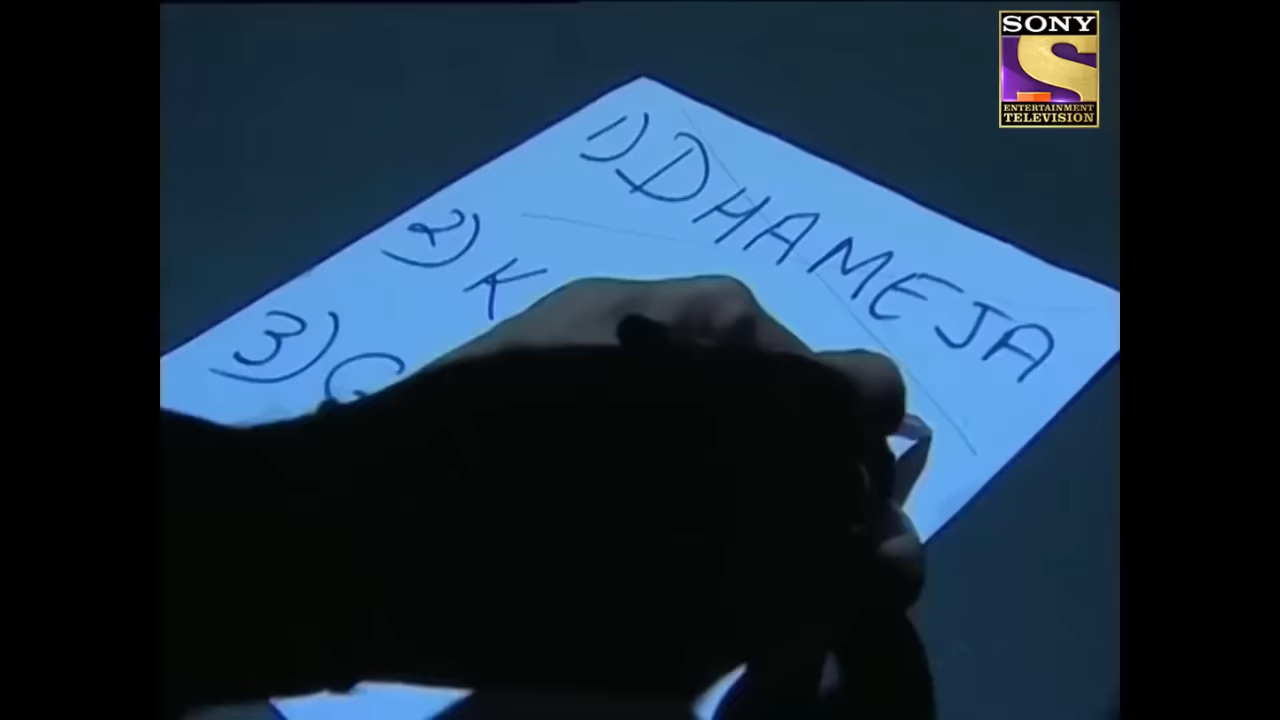 SONY
ENTERTAINMENT
TELEVISION
1) DHAMEJA
2) K
3) G